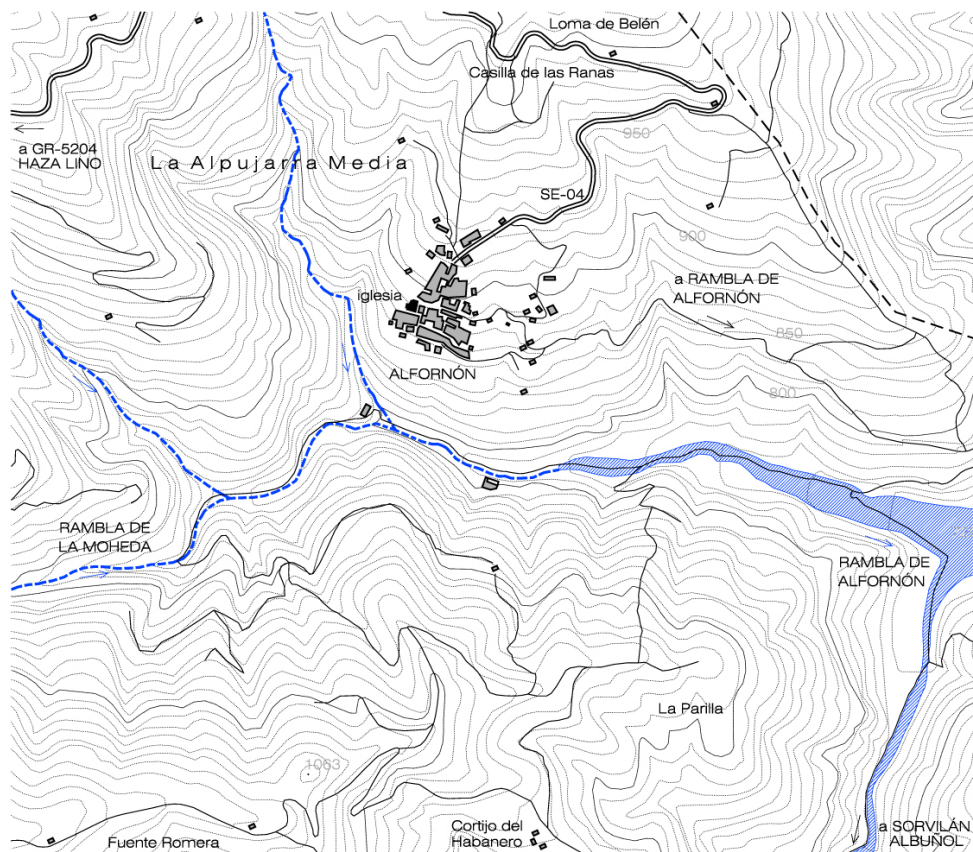 Loma de Belén
Casilla de las Ranas
950
a GR-5204
HAZA LINO
La Alpujarra Media
SE-04
900
a RAMBLA DE
ALFORNÓN
iglesia
850
ALFORNÓN
800
RAMBLA DE
LA MOHEDA
RAMBLA DE
ALFORNÓN
La Parilla
1063
Fuente Romera
Cortijo del
Habanero
a SORVILÁN
ALBUÑOL